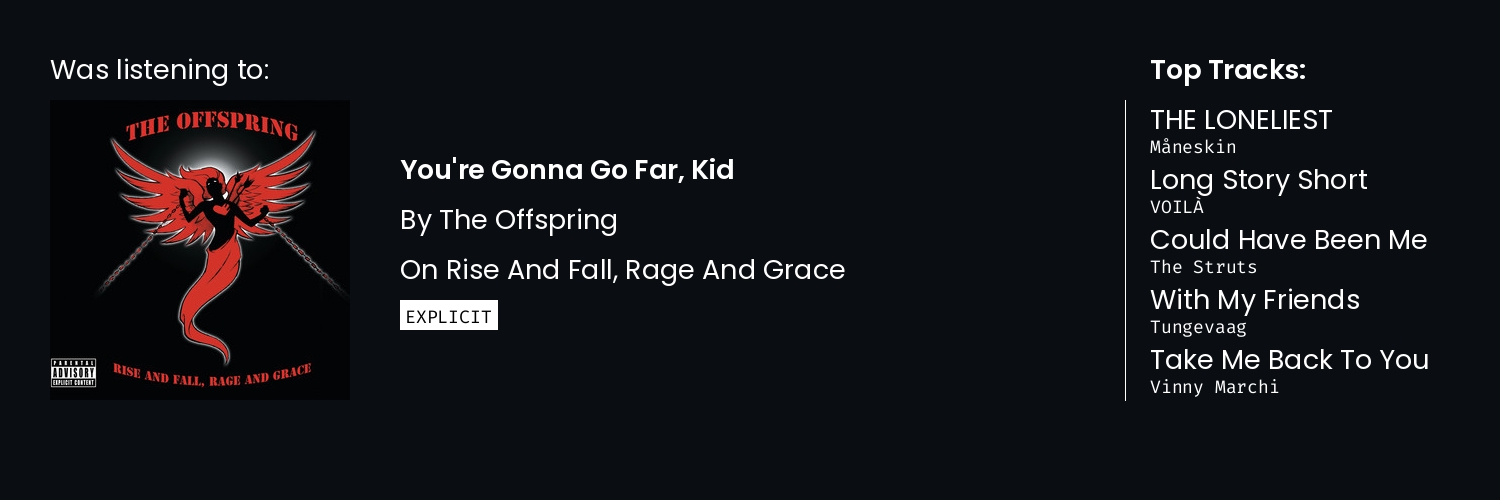 Was listening to:
THE OFFSPRING
PARENTAL
ADVISORY
EXPLICIT CONTENT
RISE AND FALL, RAGE AND GRACE
You're Gonna Go Far, Kid
By The Offspring
On Rise And Fall, Rage And Grace
EXPLICIT
Top Tracks:
THE LONELIEST
Måneskin
Long Story Short
VOILÀ
Could Have Been Me
The Struts
With My Friends
Tungevaag
Take Me Back To You
Vinny Marchi